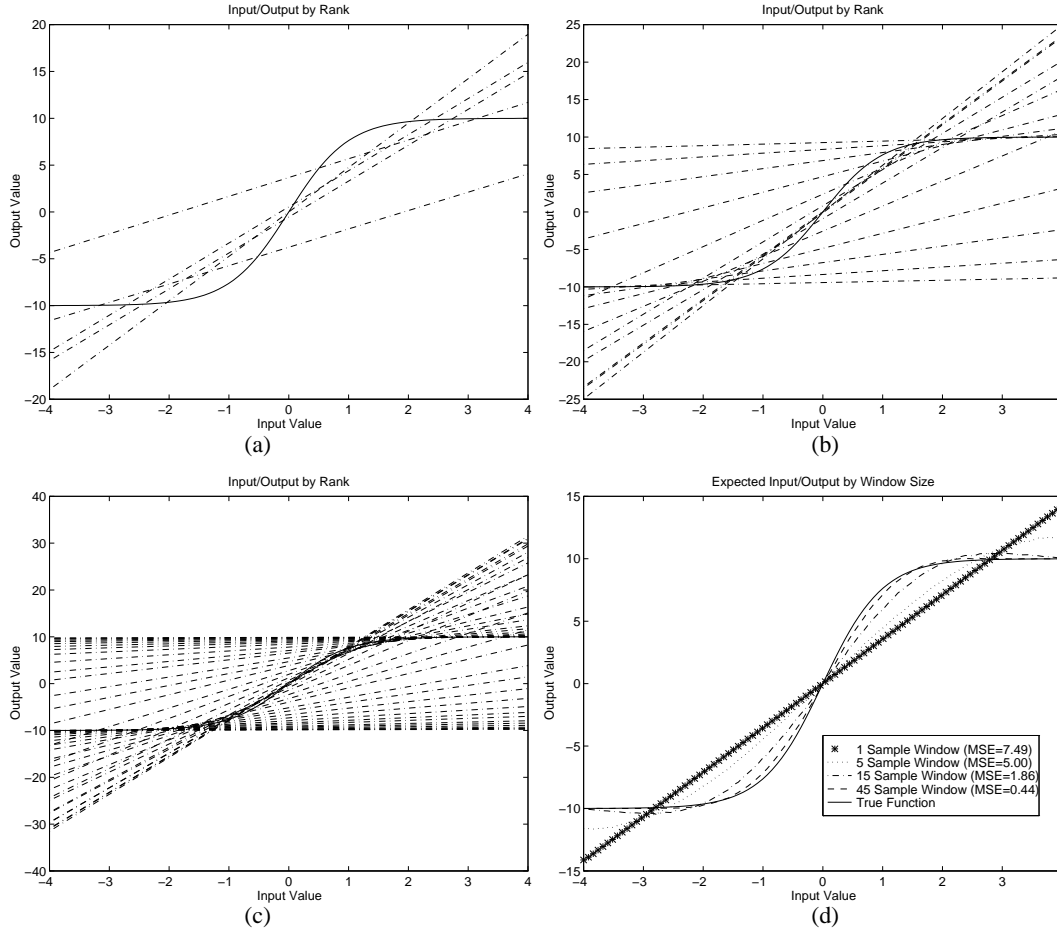 Input/Output by Rank
20
15
10
5
0
−5
−10
−15
−20
Output Value
−4 −3 −2 −1 0 1 2 3 4
Input Value
(a)
Input/Output by Rank
25
20
15
10
5
0
−5
−10
−15
−20
−25
Output Value
−4 −3 −2 −1 0 1 2 3
Input Value
(b)
Input/Output by Rank
40
30
20
10
0
−10
−20
−30
−40
Output Value
−4 −3 −2 −1 0 1 2 3 4
Input Value
(c)
Expected Input/Output by Window Size
15
10
5
0
−5
−10
−15
Output Value
−4 −3 −2 −1 0 1 2 3
Input Value
1 Sample Window (MSE=7.49)
5 Sample Window (MSE=5.00)
15 Sample Window (MSE=1.86)
45 Sample Window (MSE=0.44)
True Function
(d)